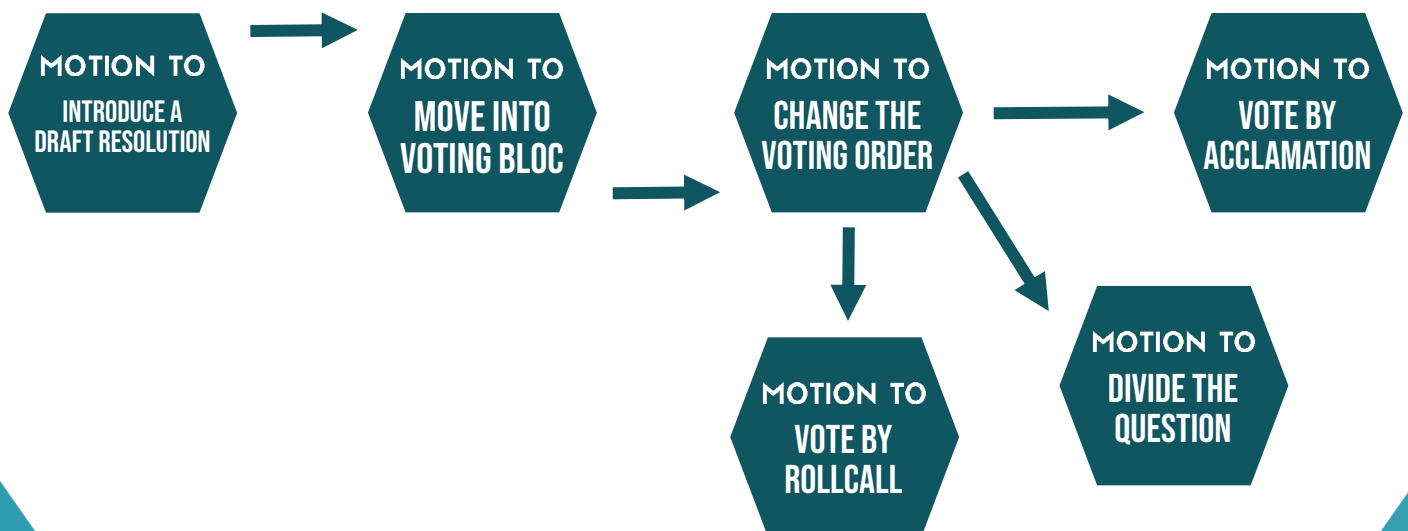 MOTION TO
INTRODUCE A
DRAFT RESOLUTION
MOTION TO
MOVE INTO
VOTING BLOC
MOTION TO
CHANGE THE
VOTING ORDER
MOTION TO
VOTE BY
ACCLAMATION
MOTION TO
VOTE BY
ROLLCALL
MOTION TO
DIVIDE THE
QUESTION